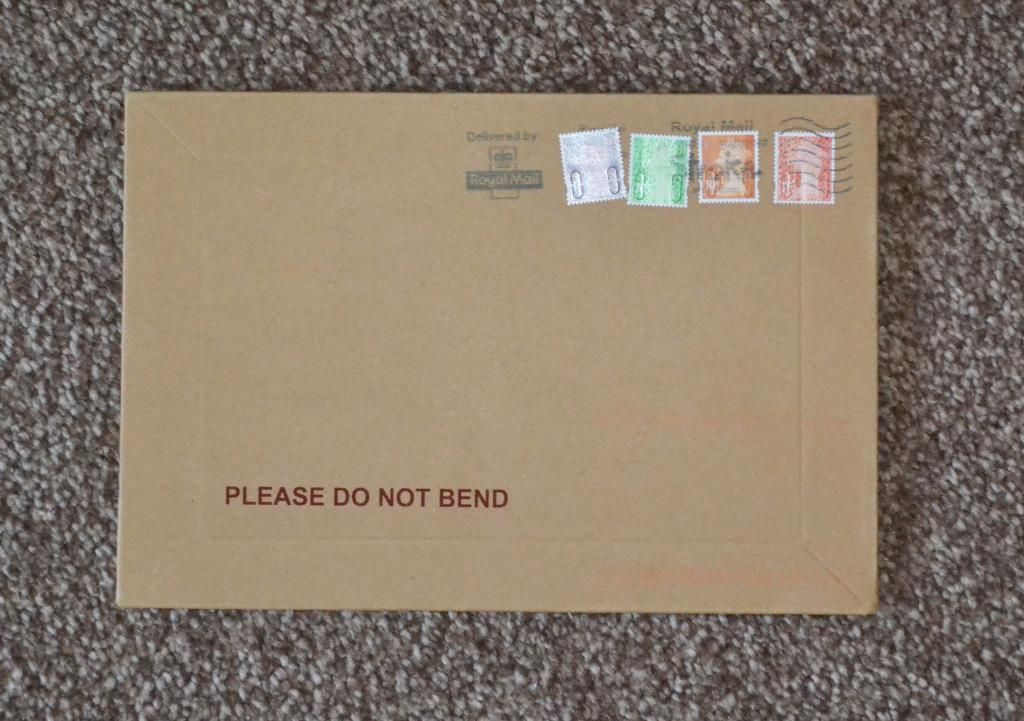 Delivered by
Royal Mail
Royal Mail
PLEASE DO NOT BEND